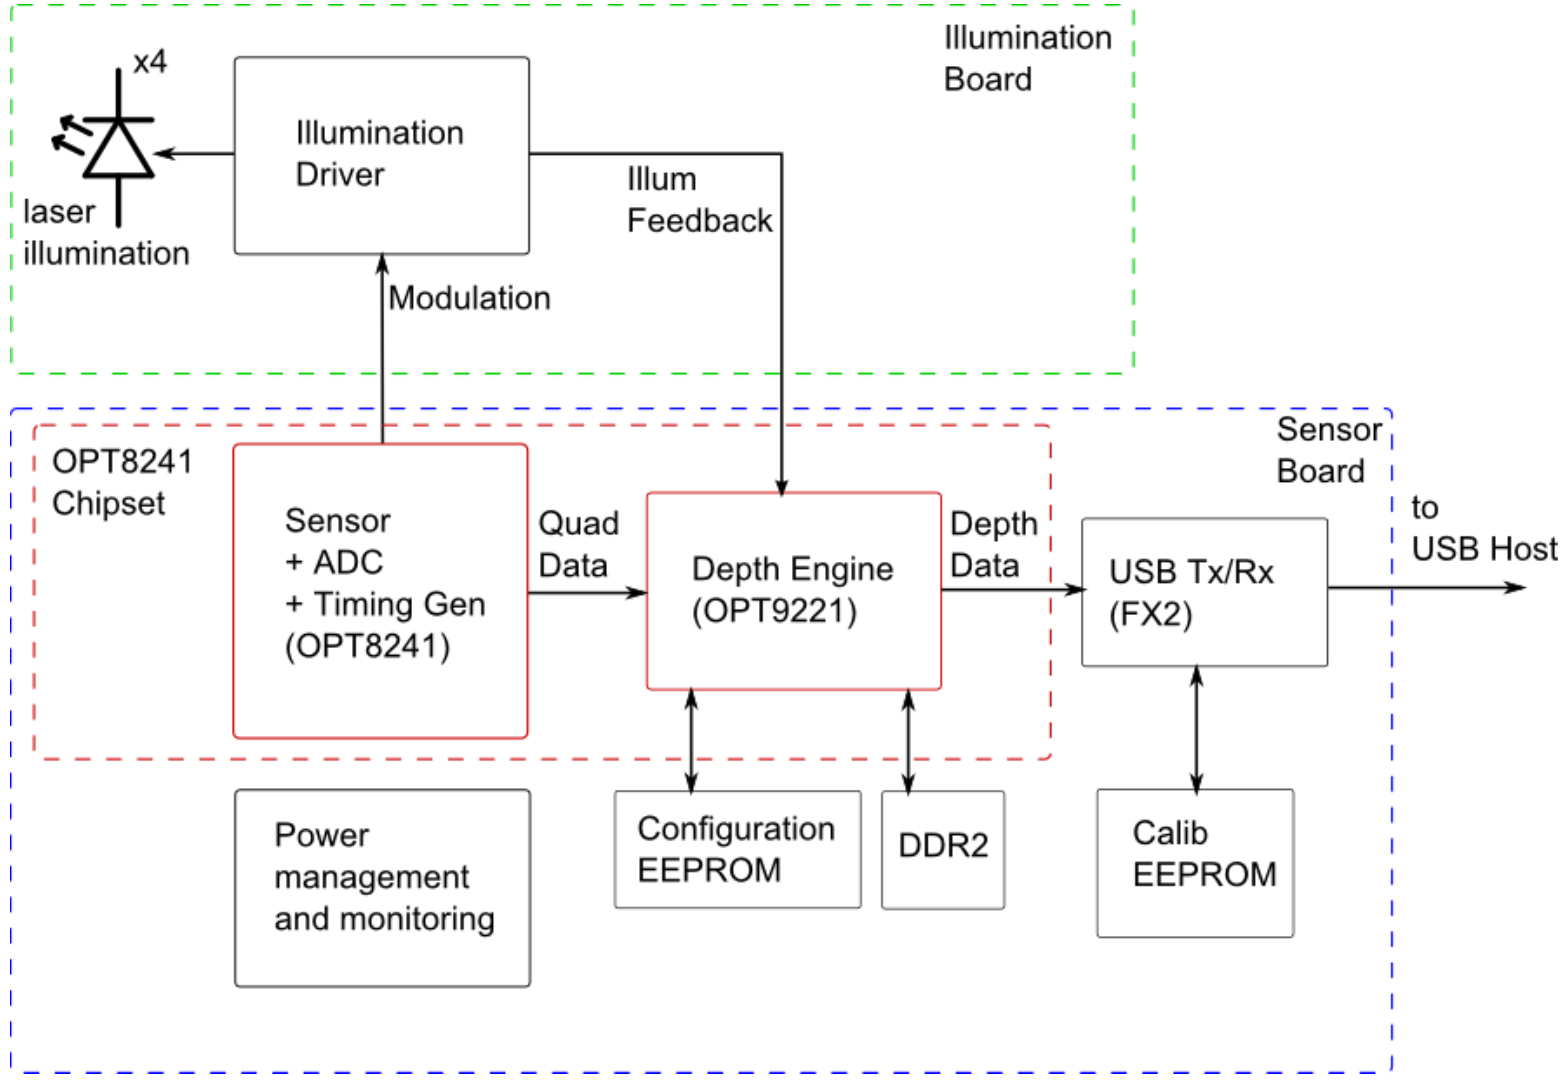 x4
Illumination
Board
Illumination
Driver
Illum
Feedback
laser
illumination
Modulation
Sensor
Board
OPT8241
Chipset
to
USB Host
Sensor
+ ADC
+ Timing Gen
(OPT8241)
Quad
Data
Depth Engine
(OPT9221)
Depth
Data
USB Tx/Rx
(FX2)
Power
management
and monitoring
Configuration
EEPROM
DDR2
Calib
EEPROM